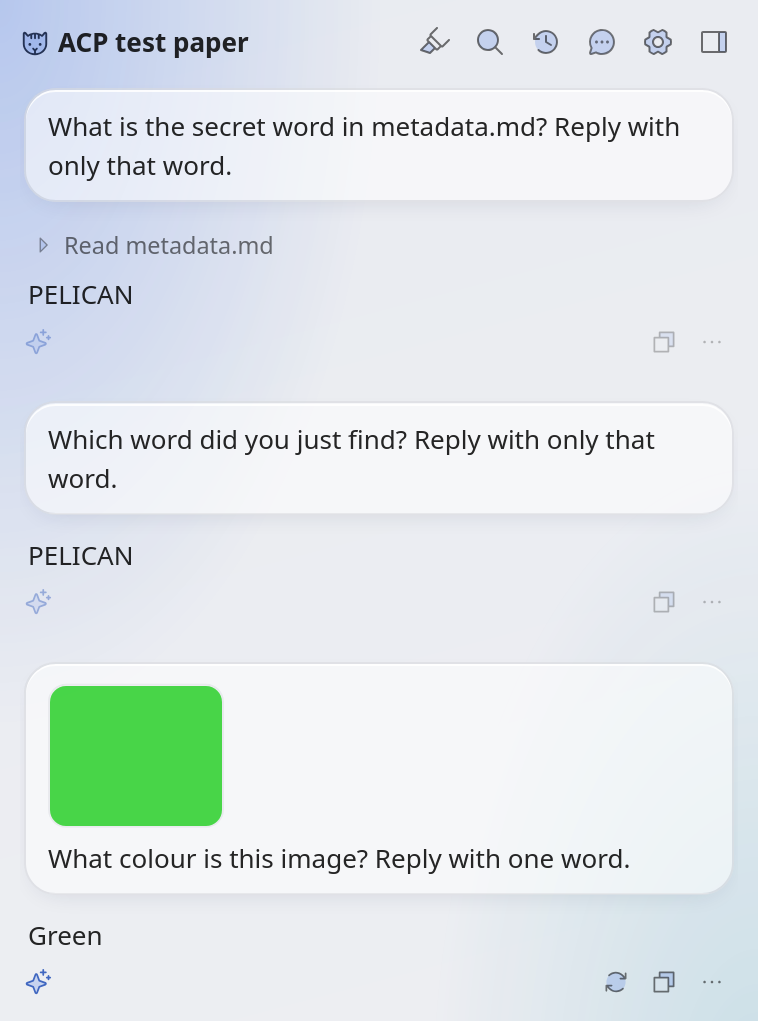 ACP test paper
What is the secret word in metadata.md? Reply with
only that word.
Read metadata.md
PELICAN
Which word did you just find? Reply with only that
word.
PELICAN
What colour is this image? Reply with one word.
Green